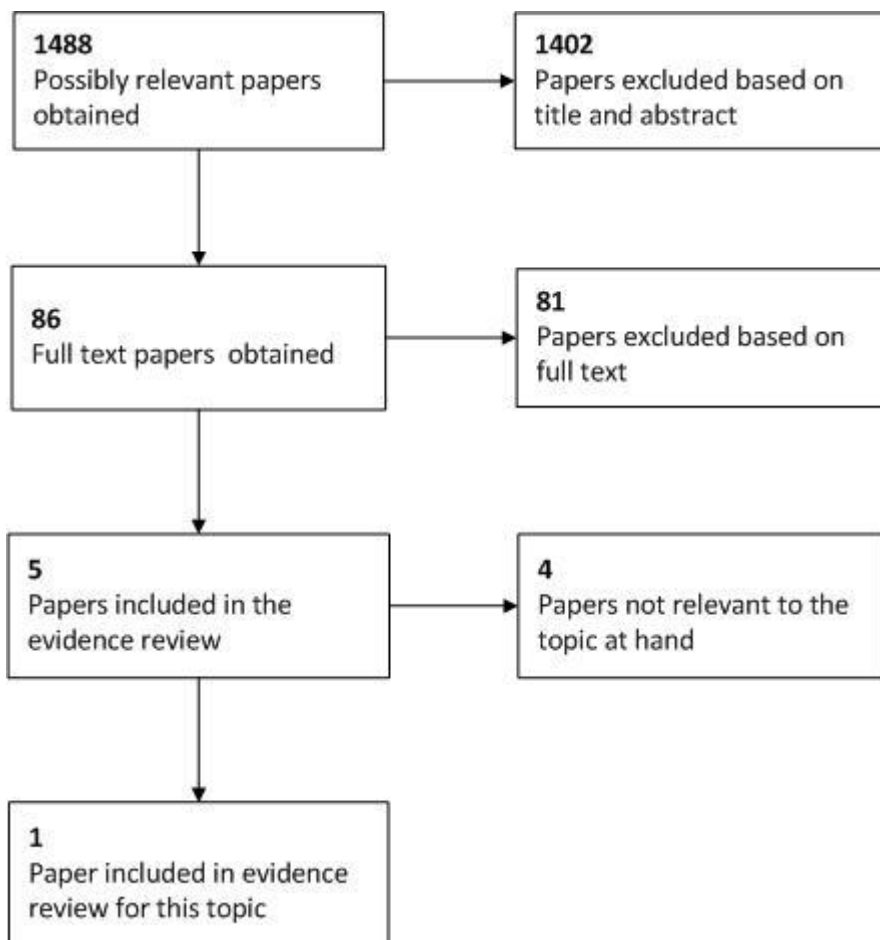 1488
Possibly relevant papers
obtained
1402
Papers excluded based on
title and abstract
86
Full text papers  obtained
81
Papers excluded based on
full text
5
Papers included in the
evidence review
4
Papers not relevant to the
topic at hand
1
Paper included in evidence
review for this topic